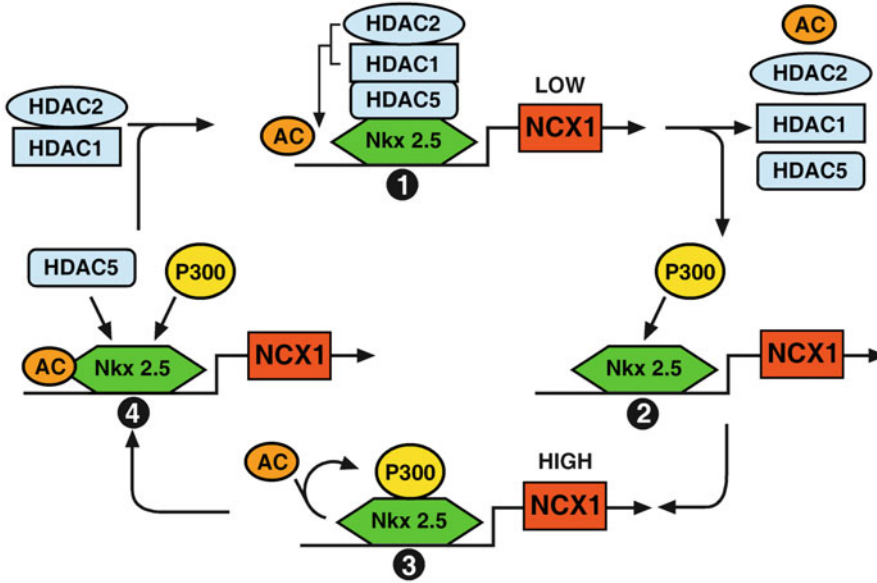 HDAC2
HDAC1
HDAC5
AC
Nkx 2.5
LOW
NCX1
1
AC
HDAC2
HDAC1
HDAC5
HDAC2
HDAC1
HDAC5
P300
AC
Nkx 2.5
NCX1
4
P300
Nkx 2.5
NCX1
2
AC
P300
Nkx 2.5
HIGH
NCX1
3